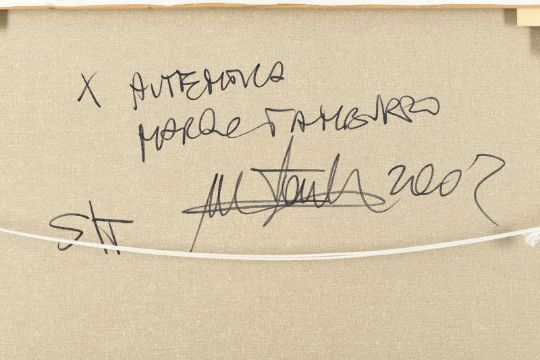 X AUTENTICA
MARCO TAMBURRO
2007